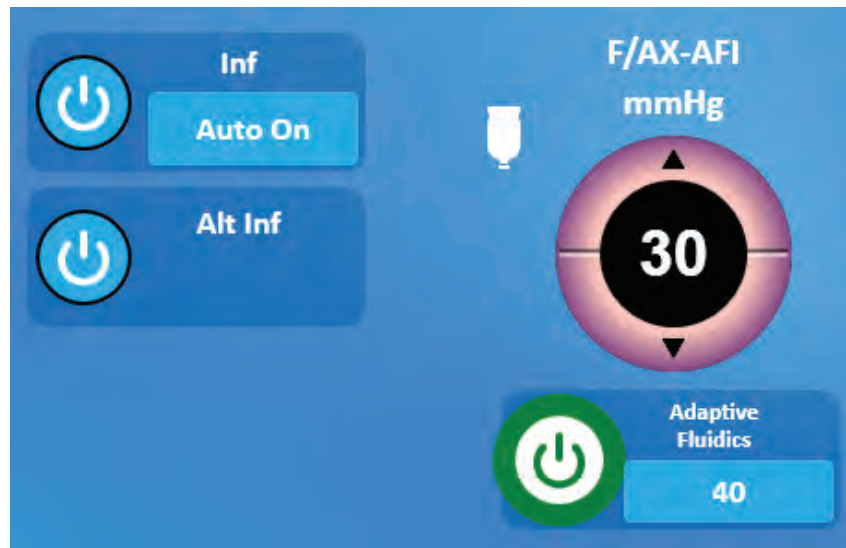 Inf
Auto On
Alt Inf
F/AX-AFI
mmHg
30
Adaptive
Fluidics
40